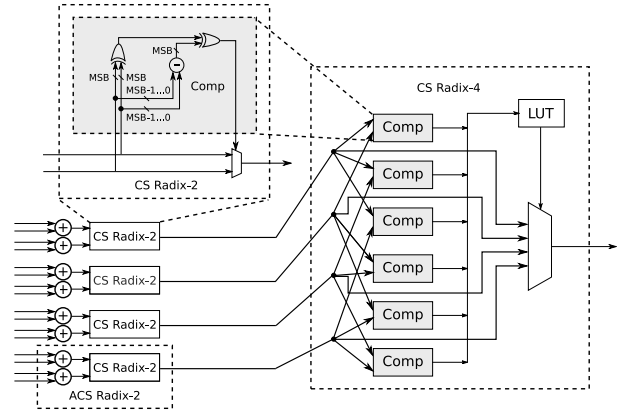 MSB
MSB MSB
MSB-1...0
Comp
MSB-1...0
CS Radix-2
CS Radix-4
LUT
Comp
Comp
Comp
Comp
Comp
Comp
+
+
CS Radix-2
+
+
CS Radix-2
+
+
CS Radix-2
+
+
CS Radix-2
ACS Radix-2